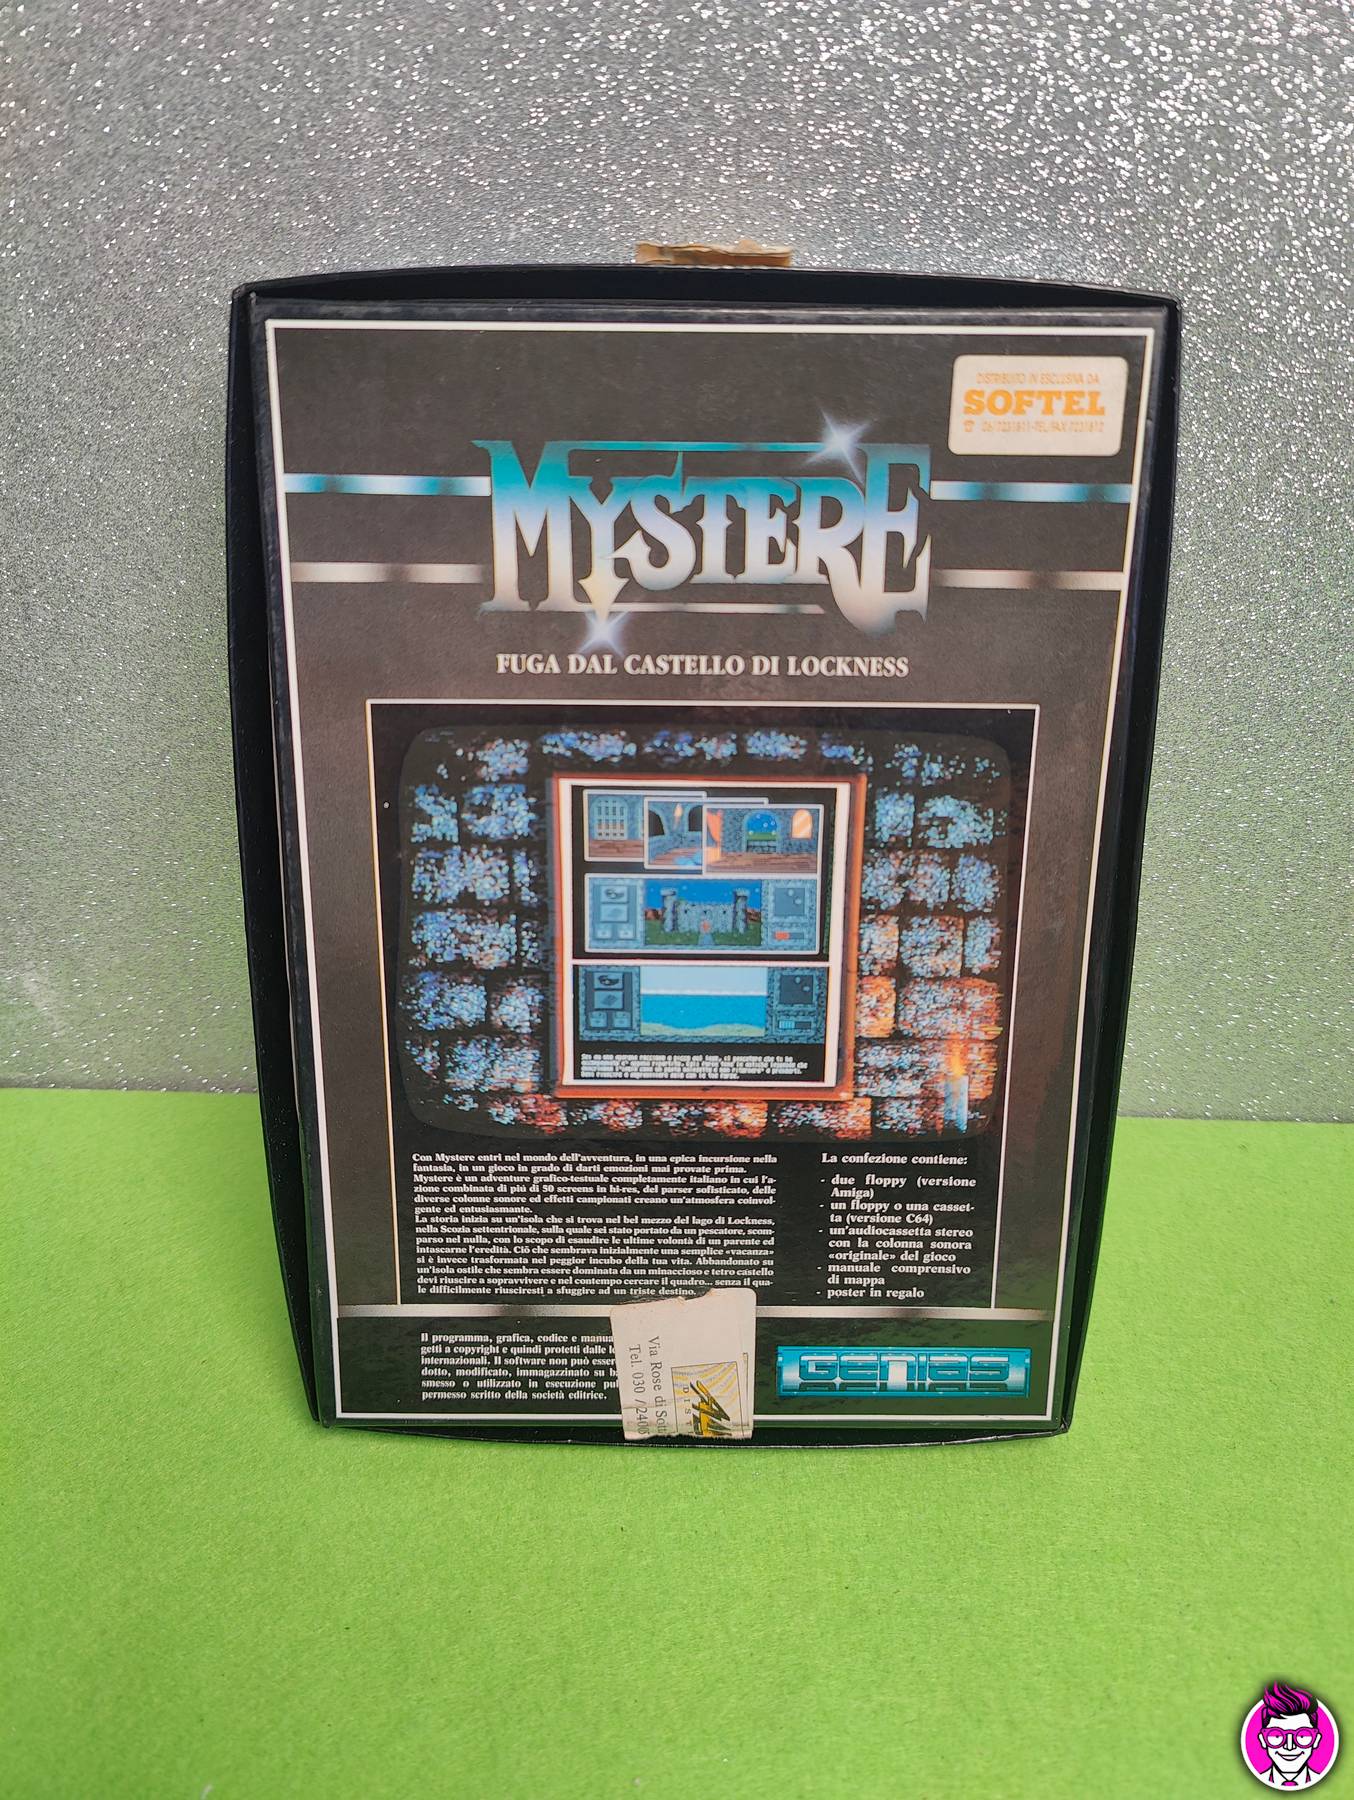 DISTRIBUITO IN ESCLUSIVA DA
SOFTEL
MYSTERE
FUGA DAL CASTELLO DI LOCKNESS
Con Mystere entri nel mondo dell'avventura, in una epica incursione nella
fantasia, in un gioco in grado di darti emozioni mai provate prima.
Mystere è un adventure grafico-testuale completamente italiano in cui l'a-
zione combinata di più di 50 screens in hi-res, del parser sofisticato, delle
diverse colonne sonore ed effetti campionati creano un'atmosfera coinvol-
gente ed entusiasmante.
La storia inizia su un'isola che si trova nel bel mezzo del lago di Lockness,
nella Scozia settentrionale, sulla quale sei stato portato da un pescatore, scom-
parso nel nulla, con lo scopo di esaudire le ultime volontà di un parente ed
intascarne l'eredità. Ciò che sembrava inizialmente una semplice «vacanza»
si è invece trasformata nel peggior incubo della tua vita. Abbandonato su
un'isola ostile che sembra essere dominata da un minaccioso e tetro castello
devi riuscire a sopravvivere e nel contempo cercare il quadro... senza il qua-
le difficilmente riusciresti a sfuggire ad un triste destino.
La confezione contiene:
- due floppy (versione
Amiga)
- un floppy o una casset-
ta (versione C64)
- un'audiocassetta stereo
con la colonna sonora
«originale» del gioco
- manuale comprensivo
di mappa
- poster in regalo
Il programma, grafica, codice e manua
getti a copyright e quindi protetti dalle
internazionali. Il software non può esser
dotto, modificato, immagazzinato su
smesso o utilizzato in esecuzione
permesso scritto della società editrice.
Via Rose di
Tel. 030 /
DIST
GENIAS